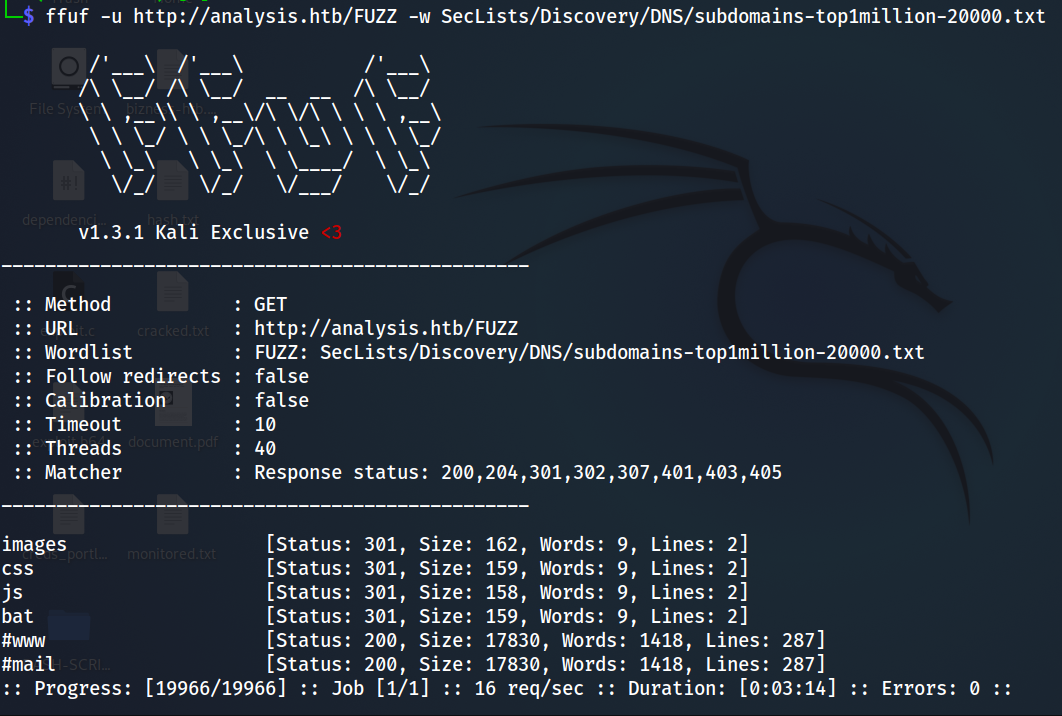 $ ffuf -u http://analysis.htb/FUZZ -w SecLists/Discovery/DNS/subdomains-top1million-20000.txt
v1.3.1 Kali Exclusive <3
________________________________________________
:: Method : GET
:: URL : http://analysis.htb/FUZZ
:: Wordlist : FUZZ: SecLists/Discovery/DNS/subdomains-top1million-20000.txt
:: Follow redirects : false
:: Calibration : false
:: Timeout : 10
:: Threads : 40
:: Matcher : Response status: 200,204,301,302,307,401,403,405
________________________________________________
images [Status: 301, Size: 162, Words: 9, Lines: 2]
css [Status: 301, Size: 159, Words: 9, Lines: 2]
js [Status: 301, Size: 158, Words: 9, Lines: 2]
bat [Status: 301, Size: 159, Words: 9, Lines: 2]
#www [Status: 200, Size: 17830, Words: 1418, Lines: 287]
#mail [Status: 200, Size: 17830, Words: 1418, Lines: 287]
:: Progress: [19966/19966] :: Job [1/1] :: 16 req/sec :: Duration: [0:03:14] :: Errors: 0 ::
File System
hash.txt
cracked.txt
document.pdf
monitored.txt